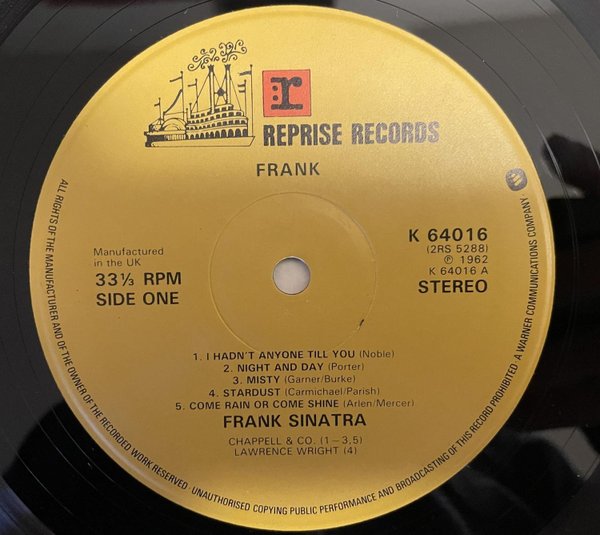 r
REPRISE RECORDS
FRANK
Manufactured
in the UK
33⅓ RPM
SIDE ONE
K 64016
(2RS 5288)
℗ 1962
K 64016 A
STEREO
1. I HADN'T ANYONE TILL YOU (Noble)
2. NIGHT AND DAY (Porter)
3. MISTY (Garner/Burke)
4. STARDUST (Carmichael/Parish)
5. COME RAIN OR COME SHINE (Arlen/Mercer)
FRANK SINATRA
CHAPPELL & CO. (1–3,5)
LAWRENCE WRIGHT (4)
ALL RIGHTS OF THE MANUFACTURER AND OF THE OWNER OF THE RECORDED WORK RESERVED · UNAUTHORISED COPYING PUBLIC PERFORMANCE AND BROADCASTING OF THIS RECORD PROHIBITED · A WARNER COMMUNICATIONS COMPANY